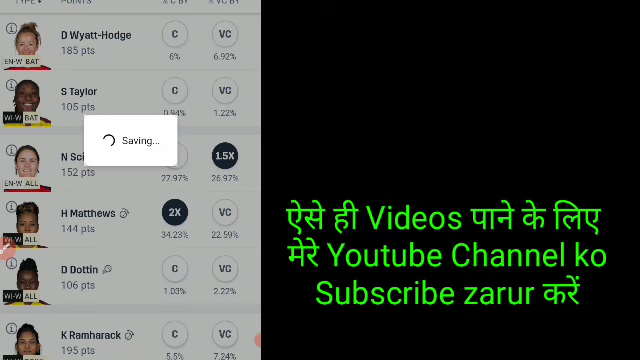 TYPE POINTS % C BY % VC BY
D Wyatt-Hodge C VC
185 pts 6% 6.92%
EN-W BAT
S Taylor C VC
105 pts 0.94% 1.22%
WI-W BAT
Saving...
N Sci 1.5X
152 pts 27.97% 26.97%
EN-W ALL
H Matthews 2X VC
144 pts 34.23% 22.59%
WI-W ALL
D Dottin C VC
106 pts 1.03% 2.22%
WI-W ALL
K Ramharack C VC
195 pts 5.5% 7.24%
ऐसे ही Videos पाने के लिए
मेरे Youtube Channel ko
Subscribe zarur करें